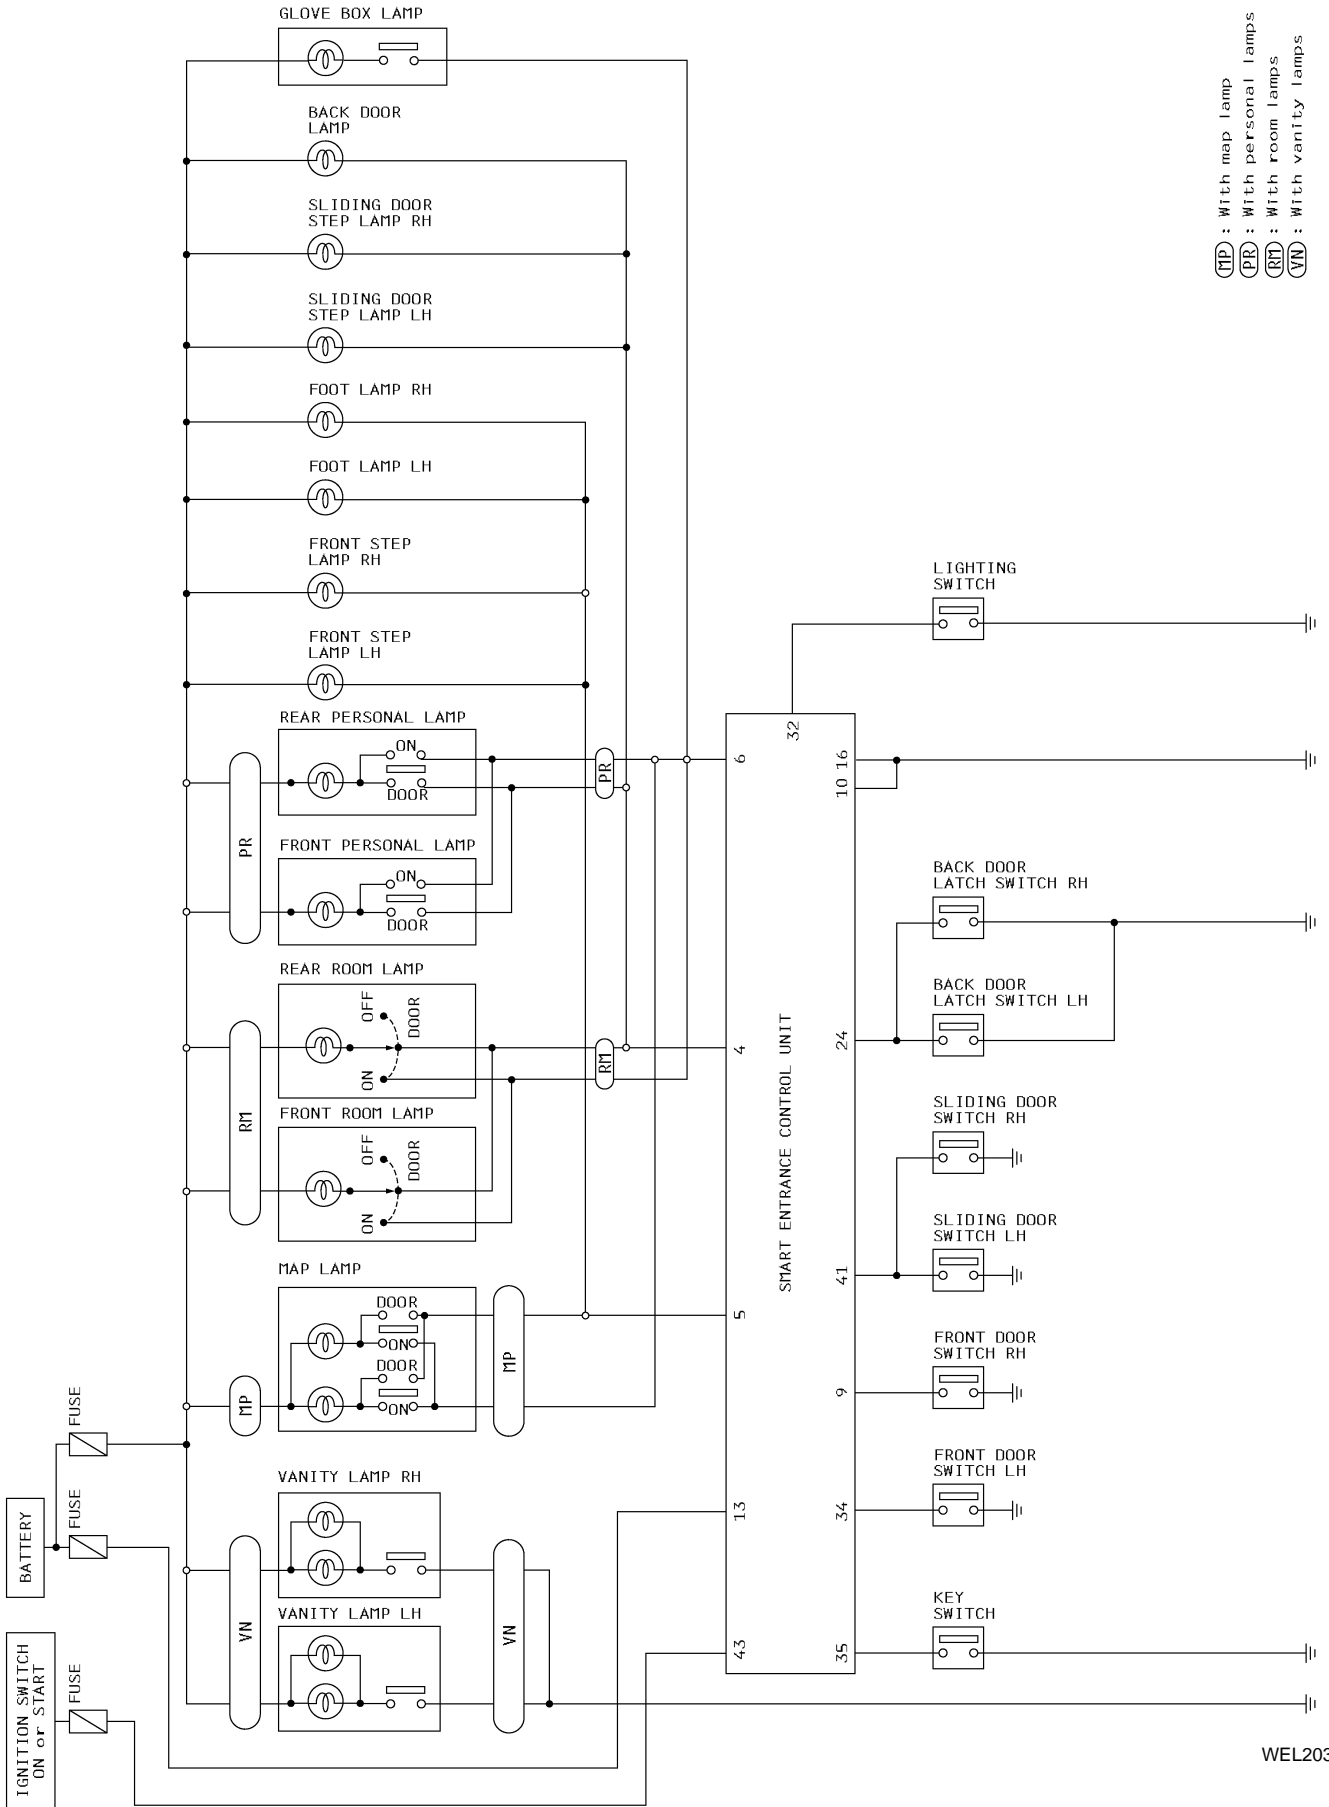 GLOVE BOX LAMP
BACK DOOR
LAMP
SLIDING DOOR
STEP LAMP RH
SLIDING DOOR
STEP LAMP LH
FOOT LAMP RH
FOOT LAMP LH
FRONT STEP
LAMP RH
FRONT STEP
LAMP LH
REAR PERSONAL LAMP
ON
DOOR
PR
PR
FRONT PERSONAL LAMP
ON
DOOR
REAR ROOM LAMP
OFF
DOOR
ON
RM
RM
FRONT ROOM LAMP
OFF
DOOR
ON
MAP LAMP
DOOR
ON
DOOR
ON
MP
MP
FUSE
FUSE
BATTERY
VANITY LAMP RH
VANITY LAMP LH
VN
VN
IGNITION SWITCH
ON or START
FUSE
SMART ENTRANCE CONTROL UNIT
6
4
5
13
43
32
10 16
24
41
9
34
35
LIGHTING
SWITCH
BACK DOOR
LATCH SWITCH RH
BACK DOOR
LATCH SWITCH LH
SLIDING DOOR
SWITCH RH
SLIDING DOOR
SWITCH LH
FRONT DOOR
SWITCH RH
FRONT DOOR
SWITCH LH
KEY
SWITCH
MP : With map lamp
PR : With personal lamps
RM : With room lamps
VN : With vanity lamps
WEL203